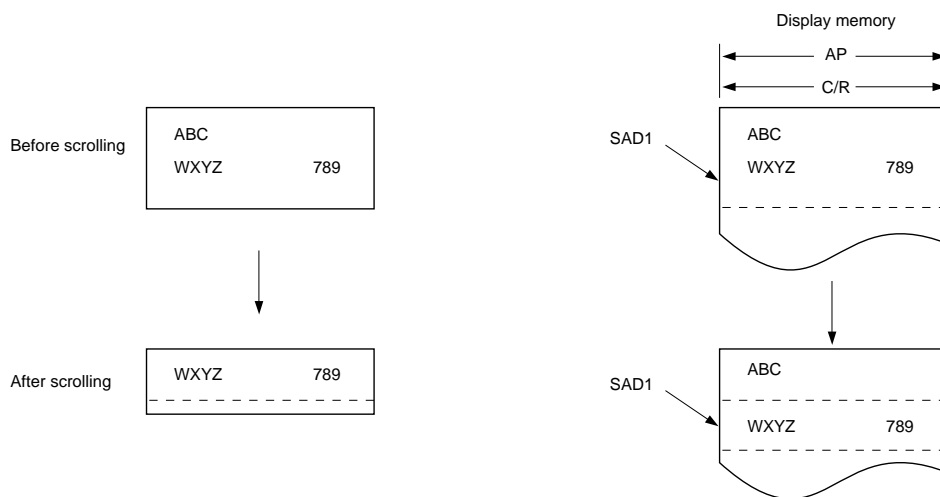 Display memory
AP
C/R
Before scrolling
ABC
WXYZ 789
SAD1
ABC
WXYZ 789
After scrolling
WXYZ 789
SAD1
ABC
WXYZ 789